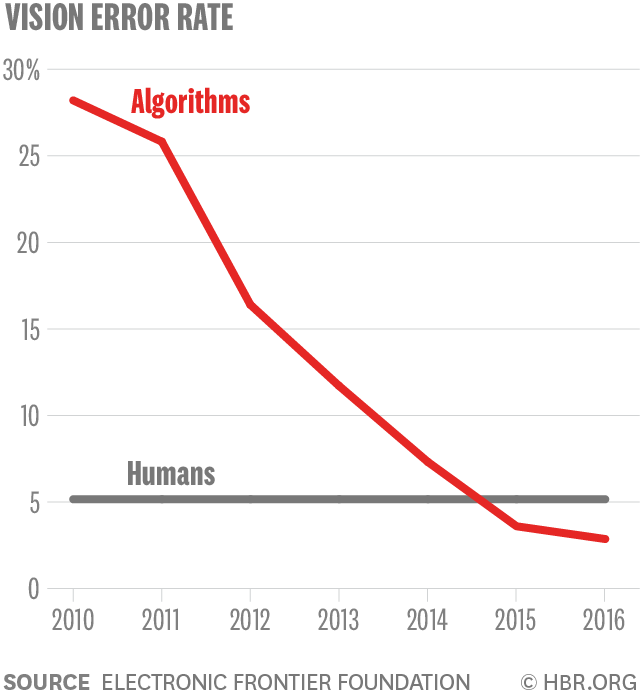 VISION ERROR RATE
30%
Algorithms
25
20
15
10
Humans
5
0
2010 2011 2012 2013 2014 2015 2016
SOURCE ELECTRONIC FRONTIER FOUNDATION © HBR.ORG